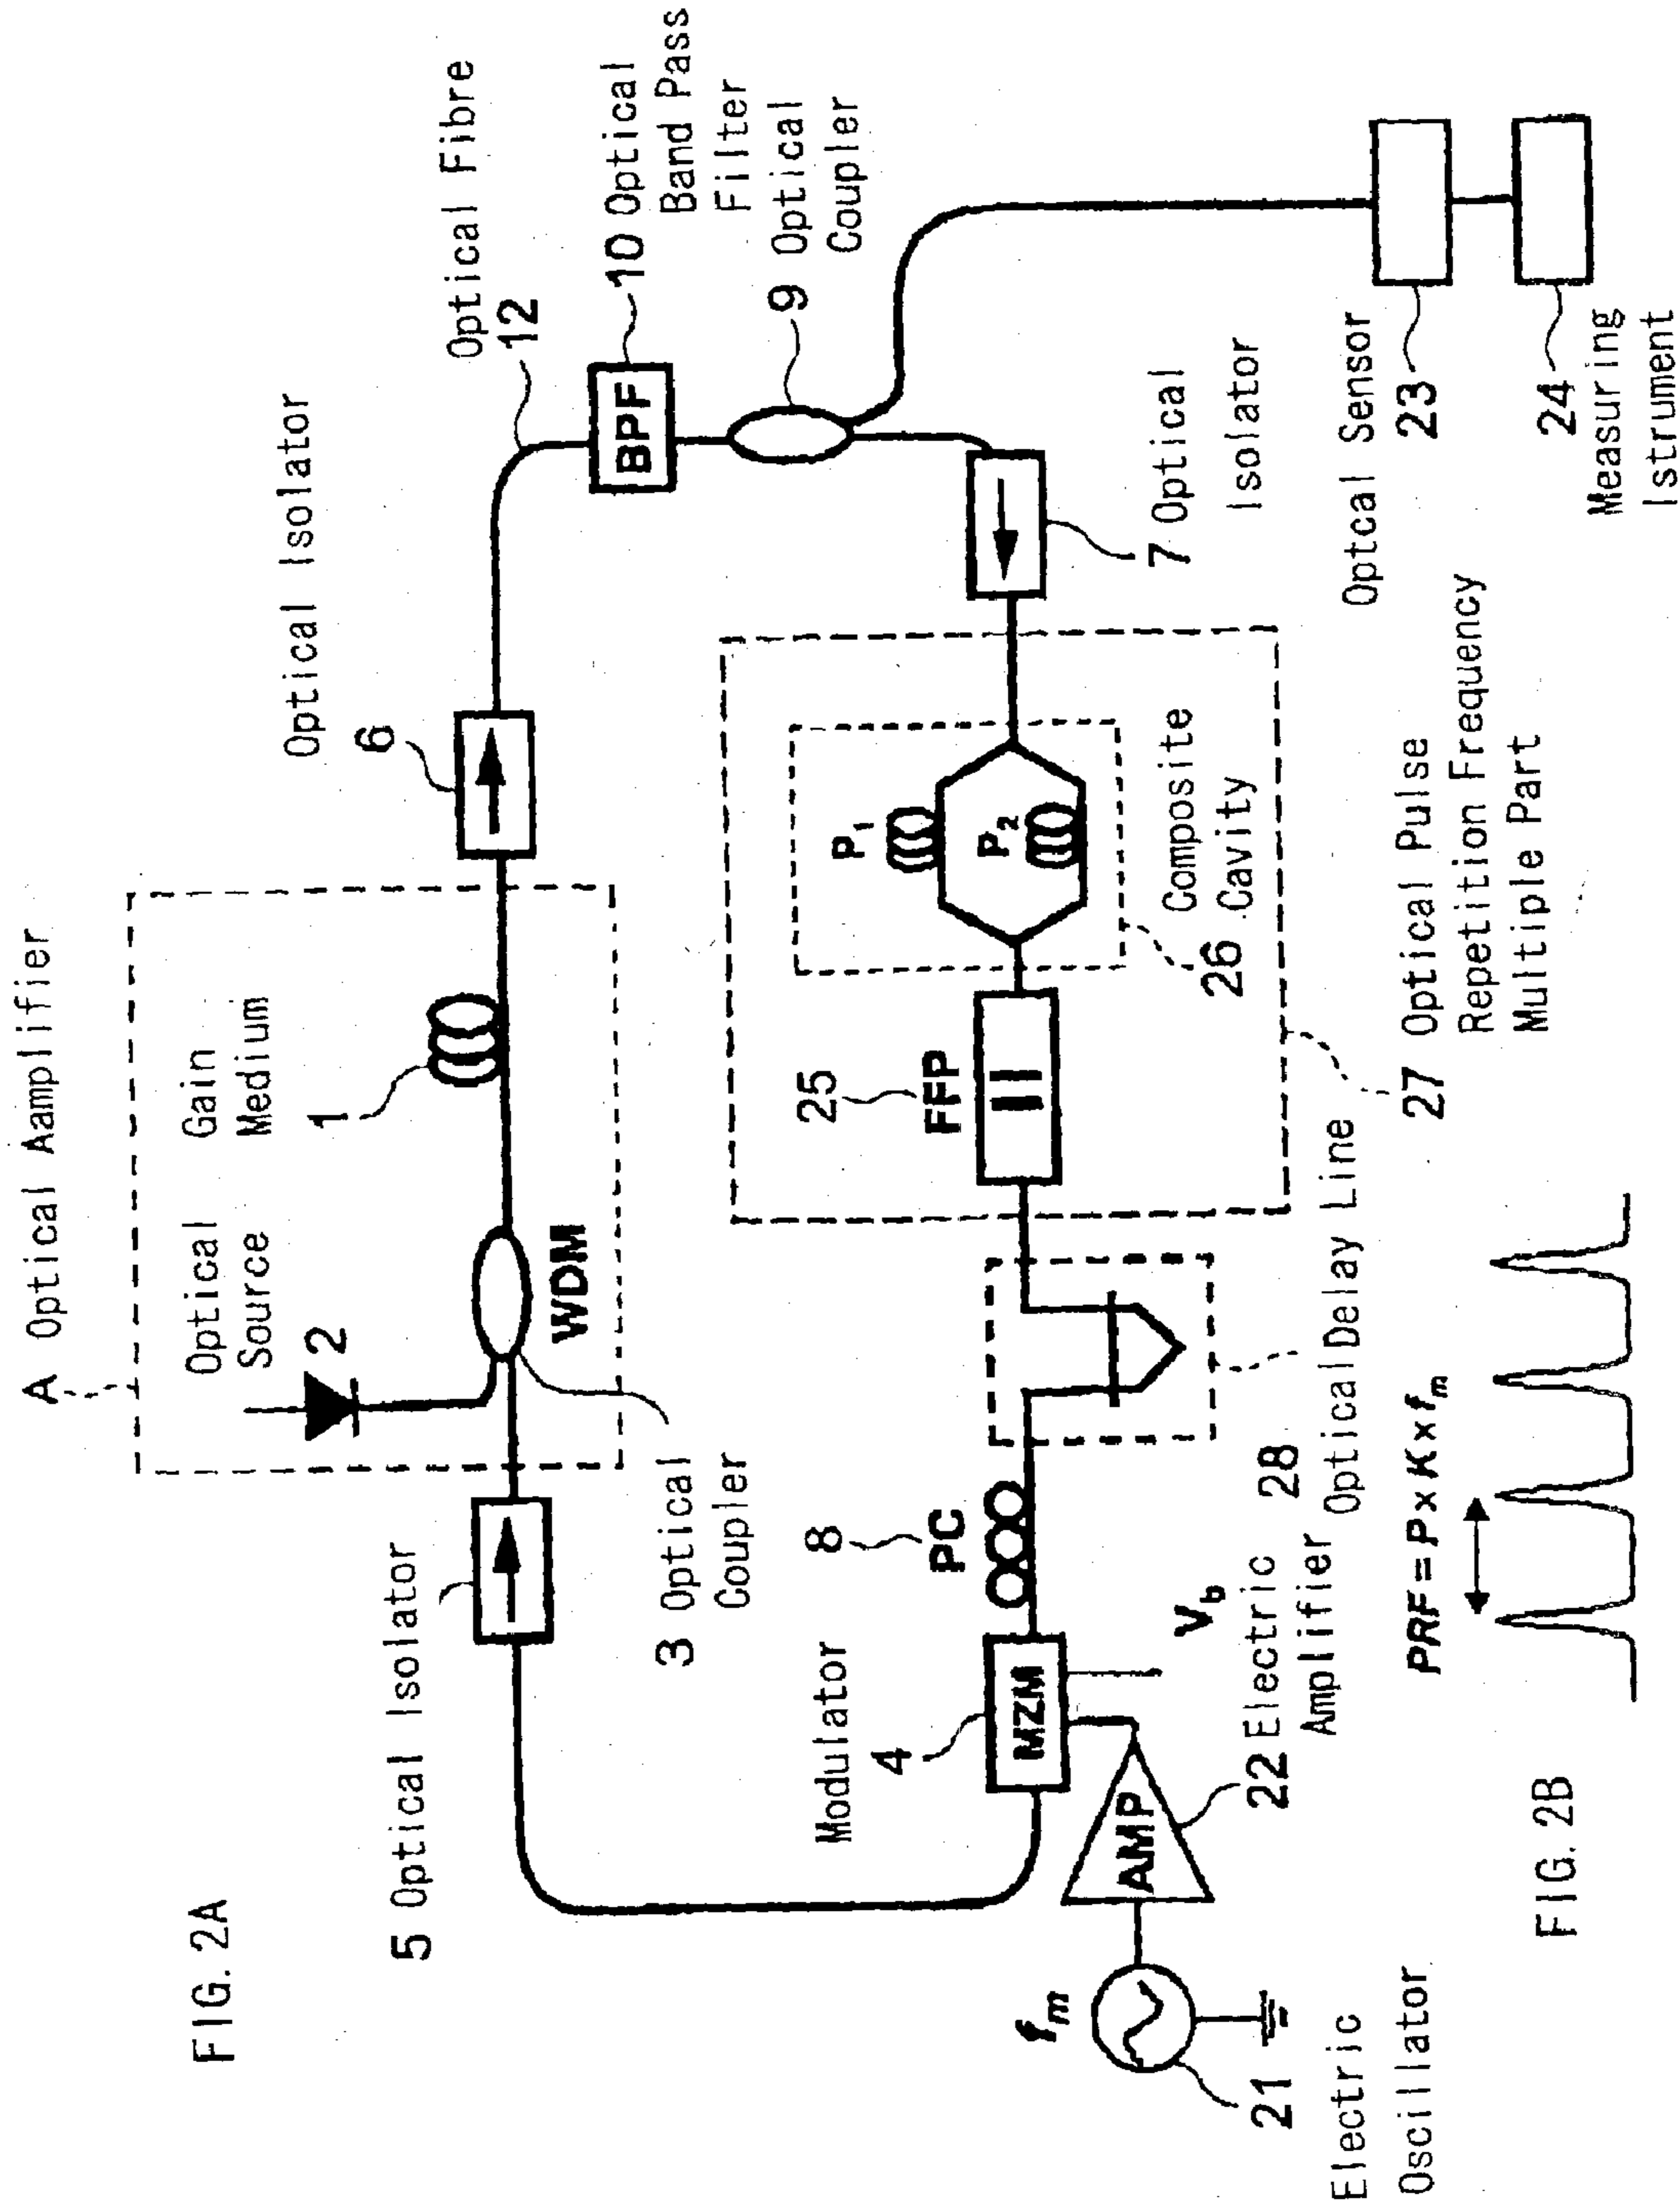 FIG. 2A
A Optical Aamplifier
Optical
Source
2
Gain
Medium
1
WDM
5 Optical Isolator
3 Optical
Coupler
Optical Isolator
6
Optical Fibre
12
BPF
10 Optical
Band Pass
Filter
9 Optical
Coupler
7 Optical
Isolator
Modulator
4
MZM
8
PC
V_b
fm
AMP
21
Electric
Oscillator
22 Electric
Amplifier
28
Optical Delay Line
25
FFP
P1
P2
Composite
26 Cavity
27 Optical Pulse
Repetition Frequency
Multiple Part
Optcal Sensor
23
24
Measuring
Istrument
FIG. 2B
PRF = P x K x fm